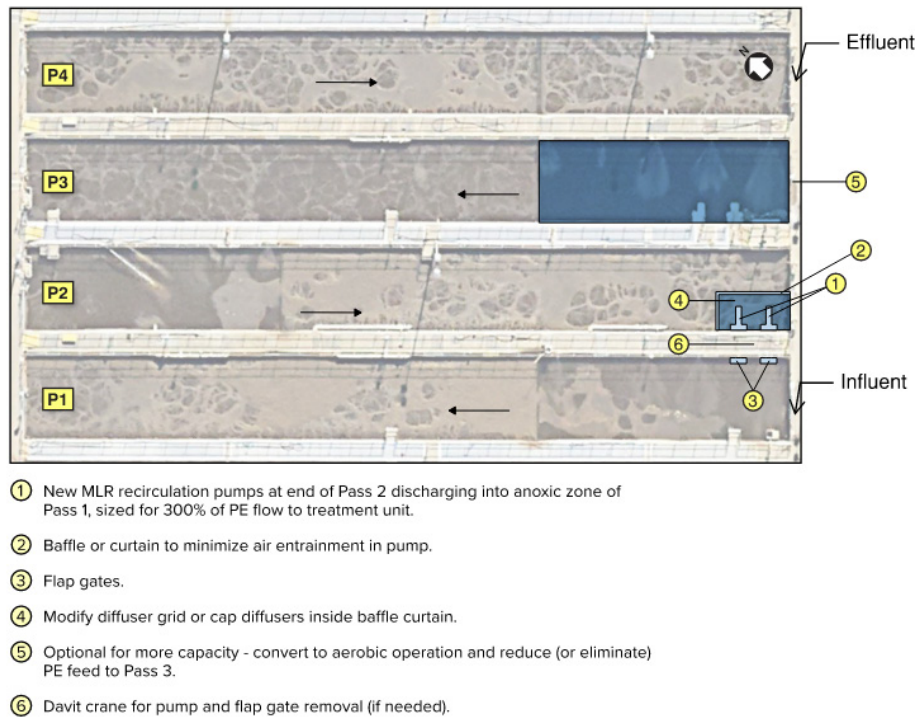 N
Effluent
P4
P3
5
2
P2
4
1
6
Influent
P1
3
1 New MLR recirculation pumps at end of Pass 2 discharging into anoxic zone of
Pass 1, sized for 300% of PE flow to treatment unit.
2 Baffle or curtain to minimize air entrainment in pump.
3 Flap gates.
4 Modify diffuser grid or cap diffusers inside baffle curtain.
5 Optional for more capacity - convert to aerobic operation and reduce (or eliminate)
PE feed to Pass 3.
6 Davit crane for pump and flap gate removal (if needed).